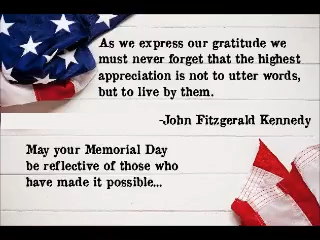 As we express our gratitude we
must never forget that the highest
appreciation is not to utter words,
but to live by them.
-John Fitzgerald Kennedy
May your Memorial Day
be reflective of those who
have made it possible...